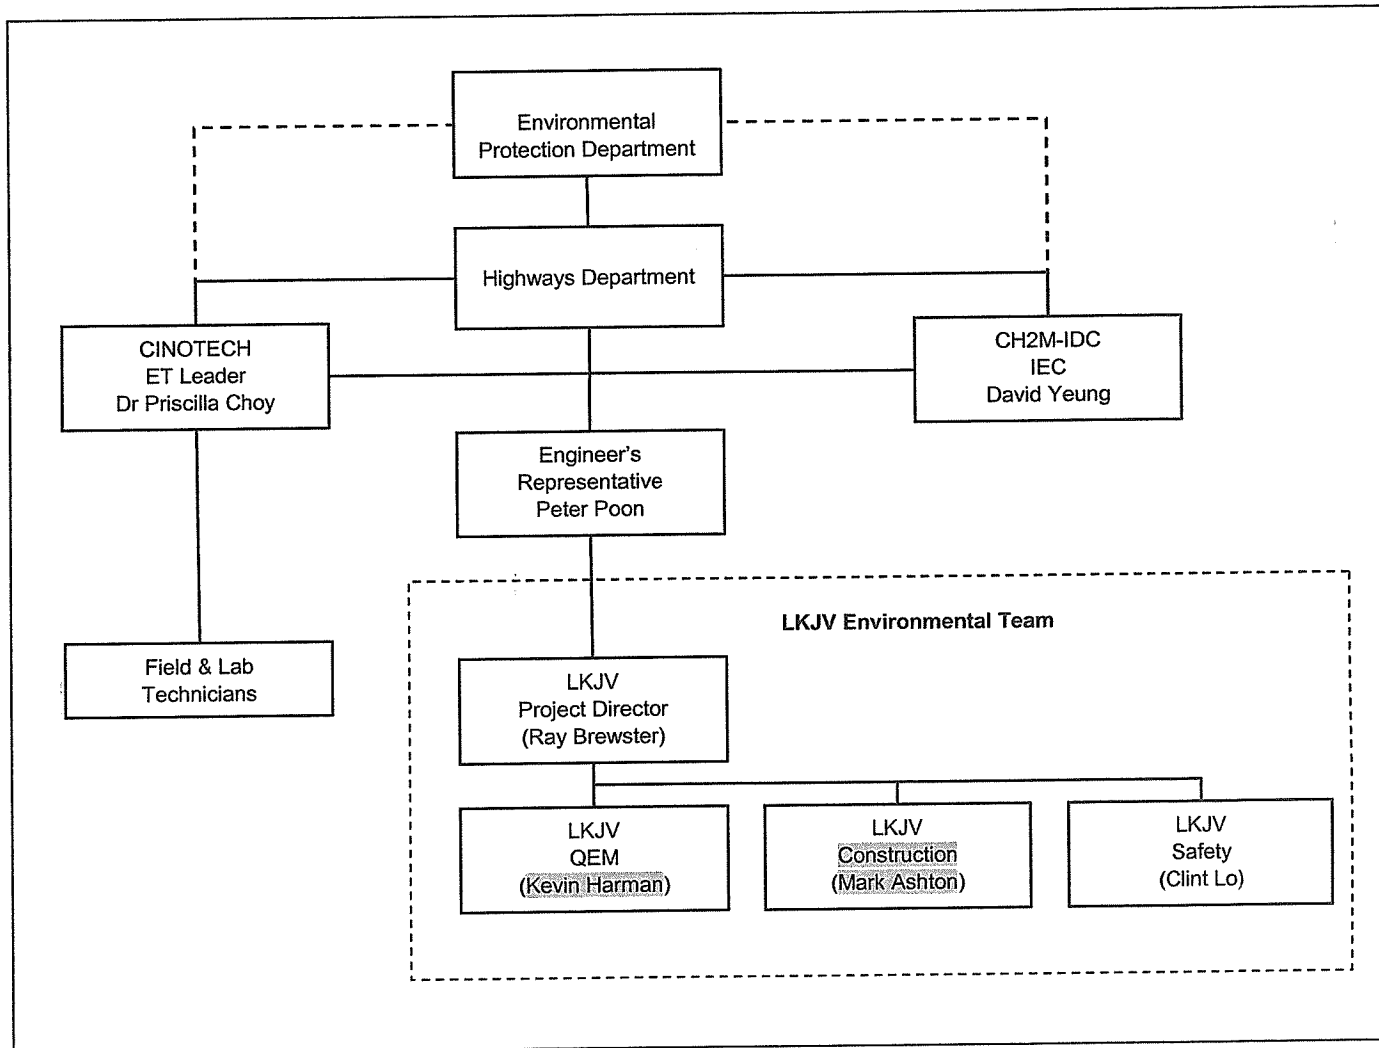 Environmental
Protection Department
Highways Department
CINOTECH
ET Leader
Dr Priscilla Choy
CH2M-IDC
IEC
David Yeung
Engineer's
Representative
Peter Poon
LKJV Environmental Team
Field & Lab
Technicians
LKJV
Project Director
(Ray Brewster)
LKJV
QEM
(Kevin Harman)
LKJV
Construction
(Mark Ashton)
LKJV
Safety
(Clint Lo)